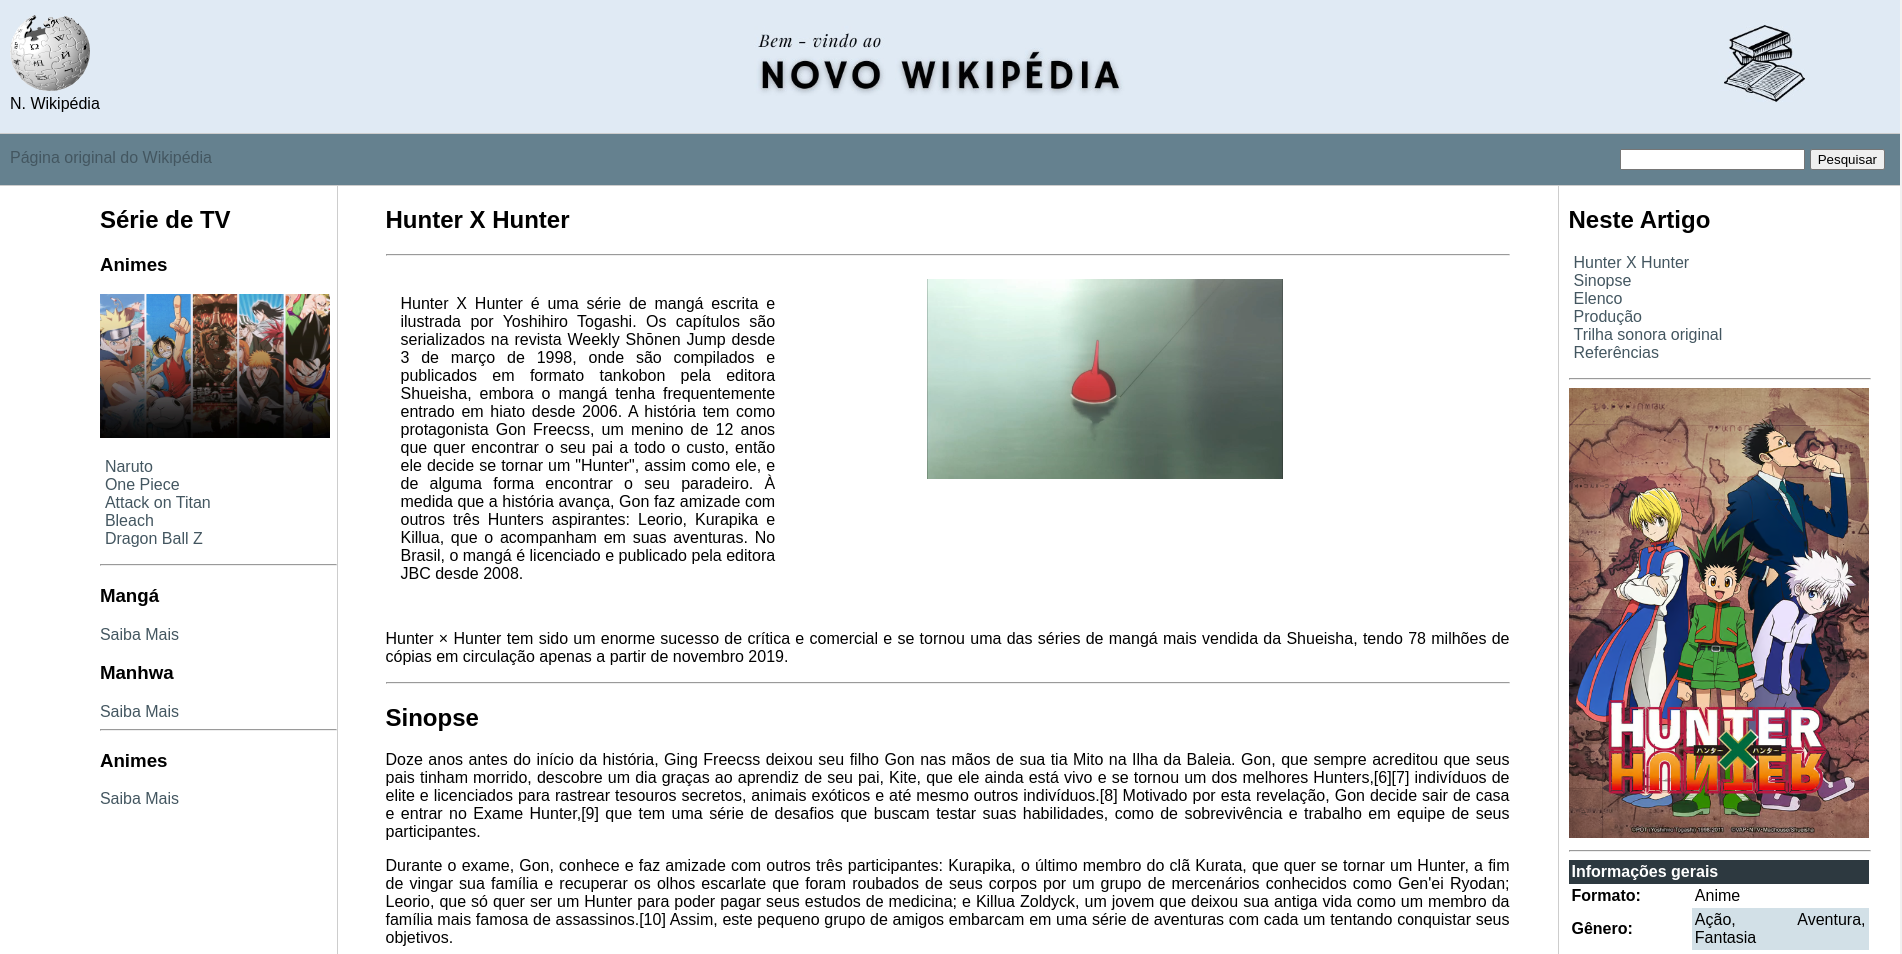 N. Wikipédia
Bem - vindo ao
NOVO WIKIPÉDIA
Página original do Wikipédia
Pesquisar
Série de TV
Animes
Naruto
One Piece
Attack on Titan
Bleach
Dragon Ball Z
Mangá
Saiba Mais
Manhwa
Saiba Mais
Animes
Saiba Mais
Hunter X Hunter
Hunter X Hunter é uma série de mangá escrita e
ilustrada por Yoshihiro Togashi. Os capítulos são
serializados na revista Weekly Shōnen Jump desde
3 de março de 1998, onde são compilados e
publicados em formato tankobon pela editora
Shueisha, embora o mangá tenha frequentemente
entrado em hiato desde 2006. A história tem como
protagonista Gon Freecss, um menino de 12 anos
que quer encontrar o seu pai a todo o custo, então
ele decide se tornar um "Hunter", assim como ele, e
de alguma forma encontrar o seu paradeiro. À
medida que a história avança, Gon faz amizade com
outros três Hunters aspirantes: Leorio, Kurapika e
Killua, que o acompanham em suas aventuras. No
Brasil, o mangá é licenciado e publicado pela editora
JBC desde 2008.
Hunter × Hunter tem sido um enorme sucesso de crítica e comercial e se tornou uma das séries de mangá mais vendida da Shueisha, tendo 78 milhões de
cópias em circulação apenas a partir de novembro 2019.
Sinopse
Doze anos antes do início da história, Ging Freecss deixou seu filho Gon nas mãos de sua tia Mito na Ilha da Baleia. Gon, que sempre acreditou que seus
pais tinham morrido, descobre um dia graças ao aprendiz de seu pai, Kite, que ele ainda está vivo e se tornou um dos melhores Hunters,[6][7] indivíduos de
elite e licenciados para rastrear tesouros secretos, animais exóticos e até mesmo outros indivíduos.[8] Motivado por esta revelação, Gon decide sair de casa
e entrar no Exame Hunter,[9] que tem uma série de desafios que buscam testar suas habilidades, como de sobrevivência e trabalho em equipe de seus
participantes.
Durante o exame, Gon, conhece e faz amizade com outros três participantes: Kurapika, o último membro do clã Kurata, que quer se tornar um Hunter, a fim
de vingar sua família e recuperar os olhos escarlate que foram roubados de seus corpos por um grupo de mercenários conhecidos como Gen'ei Ryodan;
Leorio, que só quer ser um Hunter para poder pagar seus estudos de medicina; e Killua Zoldyck, um jovem que deixou sua antiga vida como um membro da
família mais famosa de assassinos.[10] Assim, este pequeno grupo de amigos embarcam em uma série de aventuras com cada um tentando conquistar seus
objetivos.
Neste Artigo
Hunter X Hunter
Sinopse
Elenco
Produção
Trilha sonora original
Referências
HUNTER
ハンター × ハンター
HUNTER
Informações gerais
Formato: Anime
Gênero: Ação, Aventura,
Fantasia